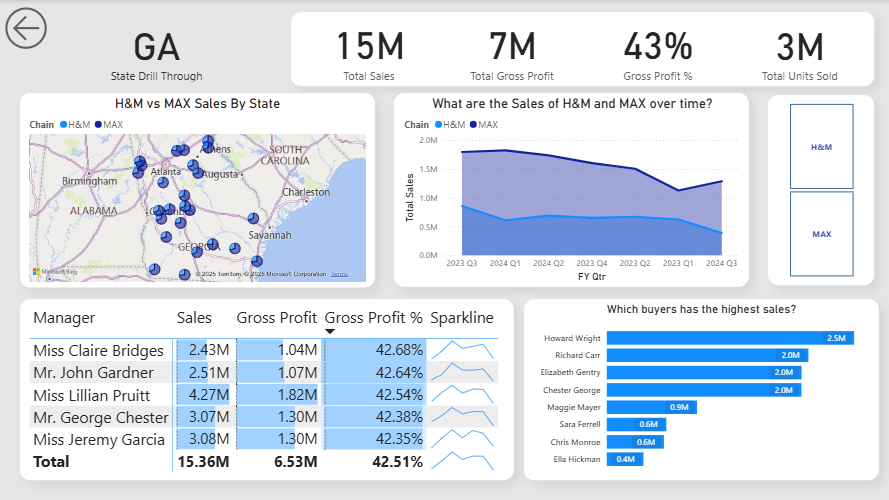 GA
State Drill Through
15M
Total Sales
7M
Total Gross Profit
43%
Gross Profit %
3M
Total Units Sold
H&M vs MAX Sales By State
Chain H&M MAX
Athens
SOUTH
CAROLINA
Atlanta
Birmingham
Augusta
Charleston
ALABAMA
Savannah
GEORGIA
Microsoft Bing
© 2025 TomTom, © 2025 Microsoft Corporation Terms
What are the Sales of H&M and MAX over time?
Chain H&M MAX
Total Sales
2.0M
1.5M
1.0M
0.5M
0.0M
2023 Q3 2024 Q1 2024 Q2 2023 Q4 2023 Q2 2023 Q1 2024 Q3
FY Qtr
H&M
MAX
Manager Sales Gross Profit Gross Profit % Sparkline
Miss Claire Bridges 2.43M 1.04M 42.68%
Mr. John Gardner 2.51M 1.07M 42.64%
Miss Lillian Pruitt 4.27M 1.82M 42.54%
Mr. George Chester 3.07M 1.30M 42.38%
Miss Jeremy Garcia 3.08M 1.30M 42.35%
Total 15.36M 6.53M 42.51%
Which buyers has the highest sales?
Howard Wright 2.5M
Richard Carr 2.0M
Elizabeth Gentry 2.0M
Chester George 2.0M
Maggie Mayer 0.9M
Sara Ferrell 0.6M
Chris Monroe 0.6M
Ella Hickman 0.4M